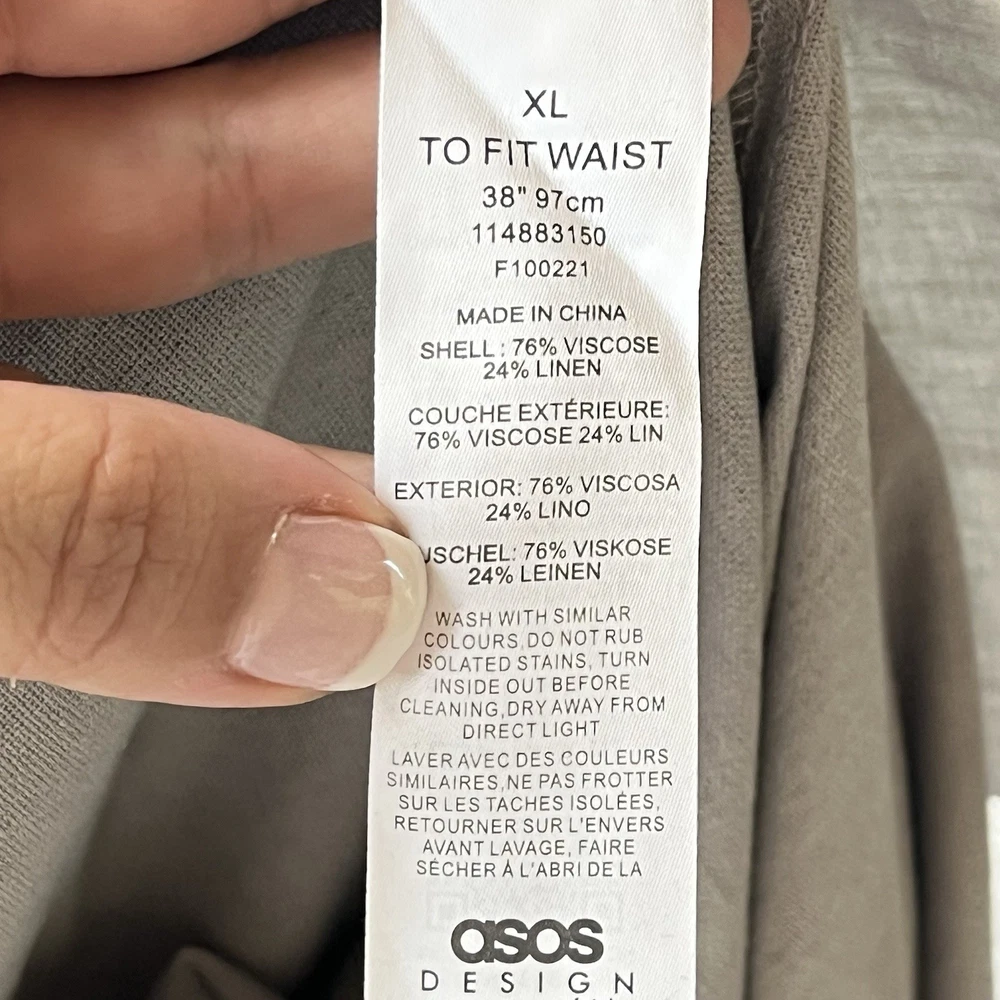 XL
TO FIT WAIST
38" 97cm
114883150
F100221
MADE IN CHINA
SHELL : 76% VISCOSE
24% LINEN
COUCHE EXTÉRIEURE:
76% VISCOSE 24% LIN
EXTERIOR: 76% VISCOSA
24% LINO
76% VISKOSE
24% LEINEN
WASH WITH SIMILAR
COLOURS,DO NOT RUB
ISOLATED STAINS, TURN
INSIDE OUT BEFORE
CLEANING,DRY AWAY FROM
DIRECT LIGHT
LAVER AVEC DES COULEURS
SIMILAIRES,NE PAS FROTTER
SUR LES TACHES ISOLÉES,
RETOURNER SUR L'ENVERS
AVANT LAVAGE, FAIRE
SÉCHER À L'ABRI DE LA
asos
DESIGN